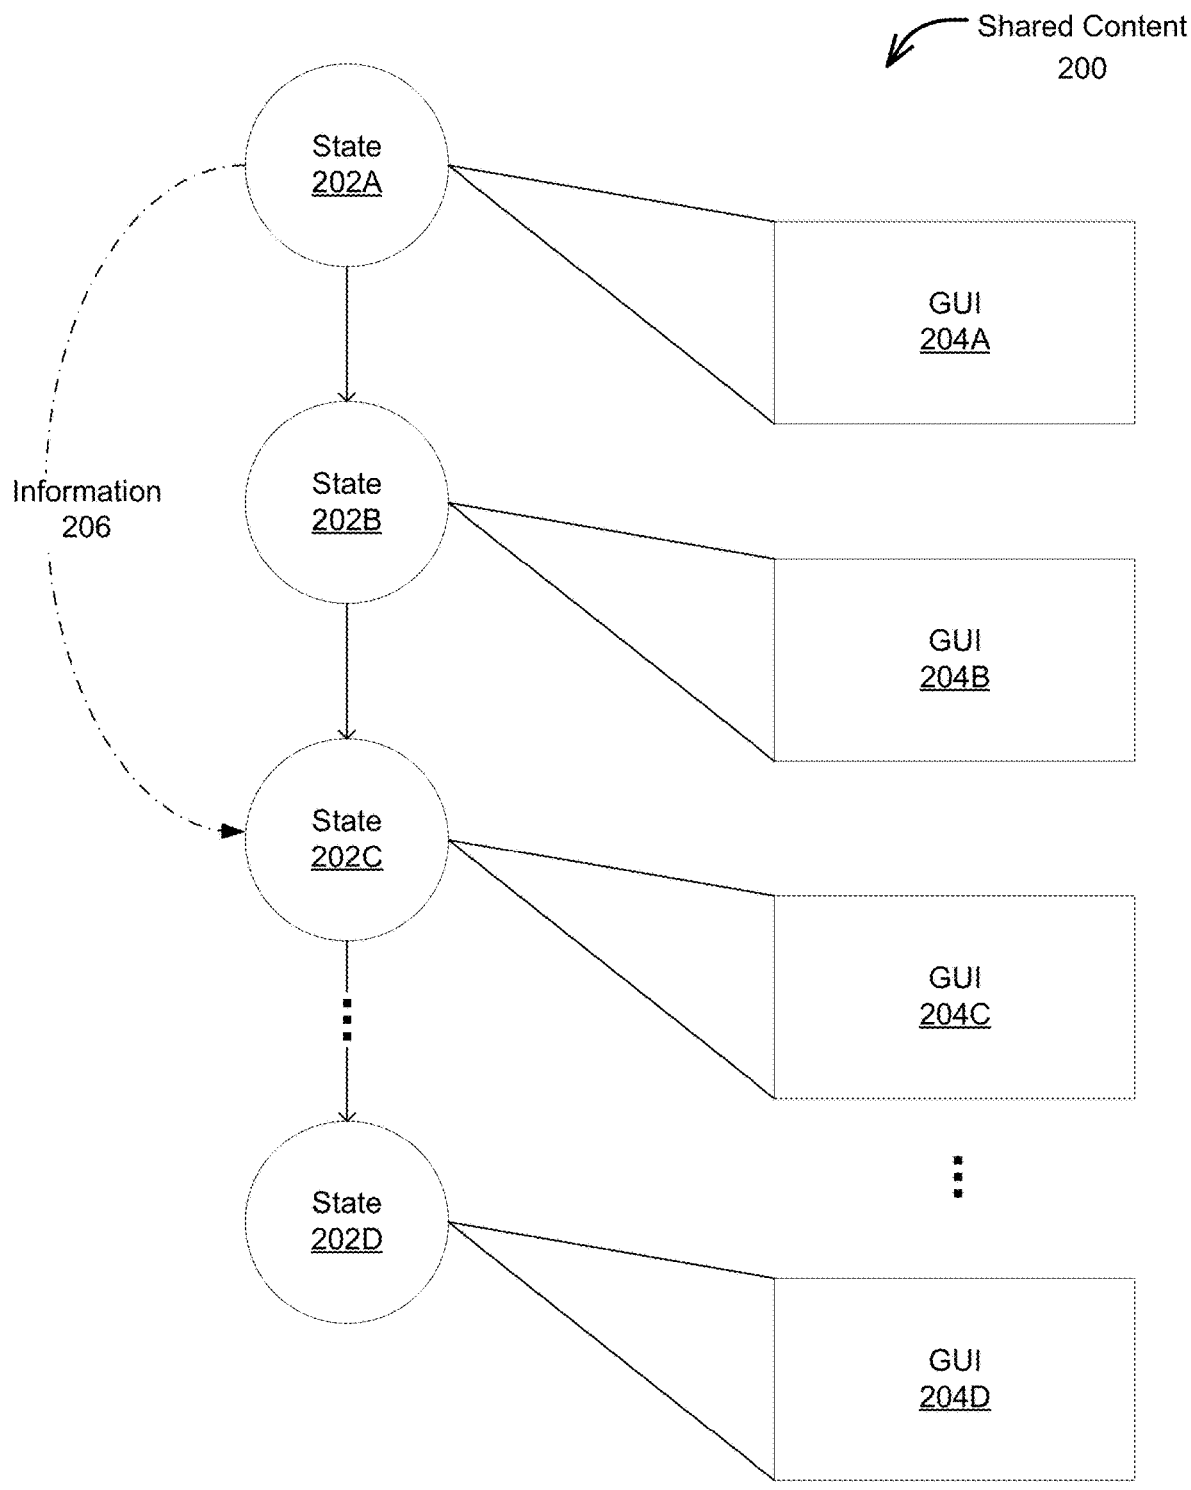 Shared Content
200
State
202A
GUI
204A
Information
206
State
202B
GUI
204B
State
202C
GUI
204C
State
202D
GUI
204D